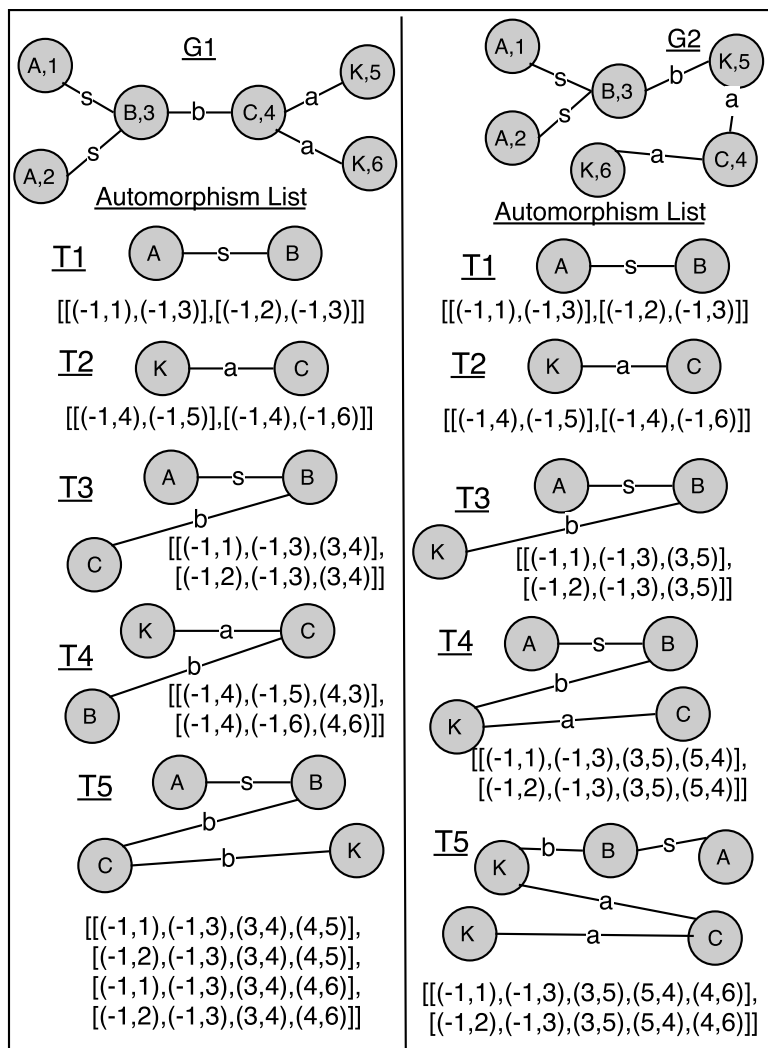 G1
A,1
s
B,3
b
C,4
a
K,5
s
a
A,2
K,6
Automorphism List
T1
A
s
B
[[(-1,1),(-1,3)],[(-1,2),(-1,3)]]
T2
K
a
C
[[(-1,4),(-1,5)],[(-1,4),(-1,6)]]
T3
A
s
B
b
C
[[(-1,1),(-1,3),(3,4)],
[(-1,2),(-1,3),(3,4)]]
T4
K
a
C
b
B
[[(-1,4),(-1,5),(4,3)],
[(-1,4),(-1,6),(4,6)]]
T5
A
s
B
b
C
b
K
[[(-1,1),(-1,3),(3,4),(4,5)],
[(-1,2),(-1,3),(3,4),(4,5)],
[(-1,1),(-1,3),(3,4),(4,6)],
[(-1,2),(-1,3),(3,4),(4,6)]]
G2
A,1
s
B,3
b
K,5
s
a
A,2
K,6
a
C,4
Automorphism List
T1
A
s
B
[[(-1,1),(-1,3)],[(-1,2),(-1,3)]]
T2
K
a
C
[[(-1,4),(-1,5)],[(-1,4),(-1,6)]]
T3
A
s
B
b
K
[[(-1,1),(-1,3),(3,5)],
[(-1,2),(-1,3),(3,5)]]
T4
A
s
B
b
K
a
C
[[(-1,1),(-1,3),(3,5),(5,4)],
[(-1,2),(-1,3),(3,5),(5,4)]]
T5
K
b
B
s
A
a
K
a
C
[[(-1,1),(-1,3),(3,5),(5,4),(4,6)],
[(-1,2),(-1,3),(3,5),(5,4),(4,6)]]